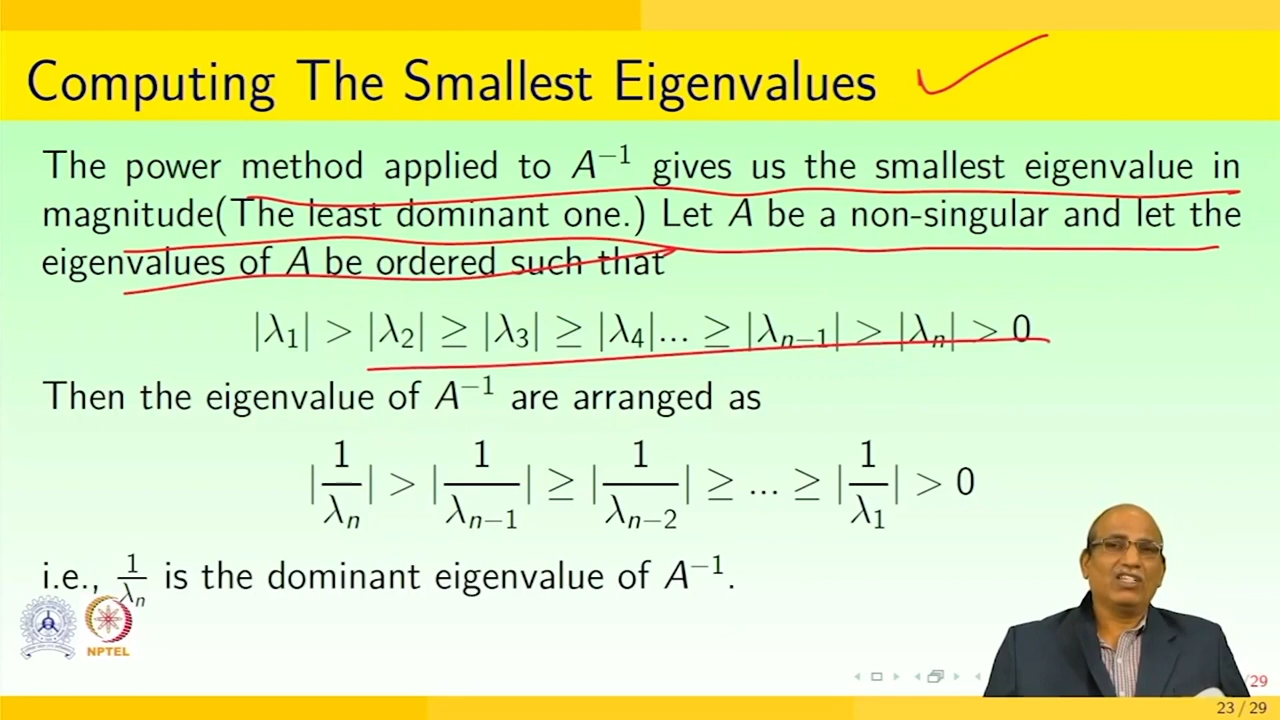 Computing The Smallest Eigenvalues
The power method applied to A⁻¹ gives us the smallest eigenvalue in
magnitude(The least dominant one.) Let A be a non-singular and let the
eigenvalues of A be ordered such that
|λ₁| > |λ₂| ≥ |λ₃| ≥ |λ₄|... ≥ |λₙ₋₁| > |λₙ| > 0
Then the eigenvalue of A⁻¹ are arranged as
|1/λₙ| > |1/λₙ₋₁| ≥ |1/λₙ₋₂| ≥ ... ≥ |1/λ₁| > 0
i.e., 1/λₙ is the dominant eigenvalue of A⁻¹.
NPTEL
/29
23 / 29